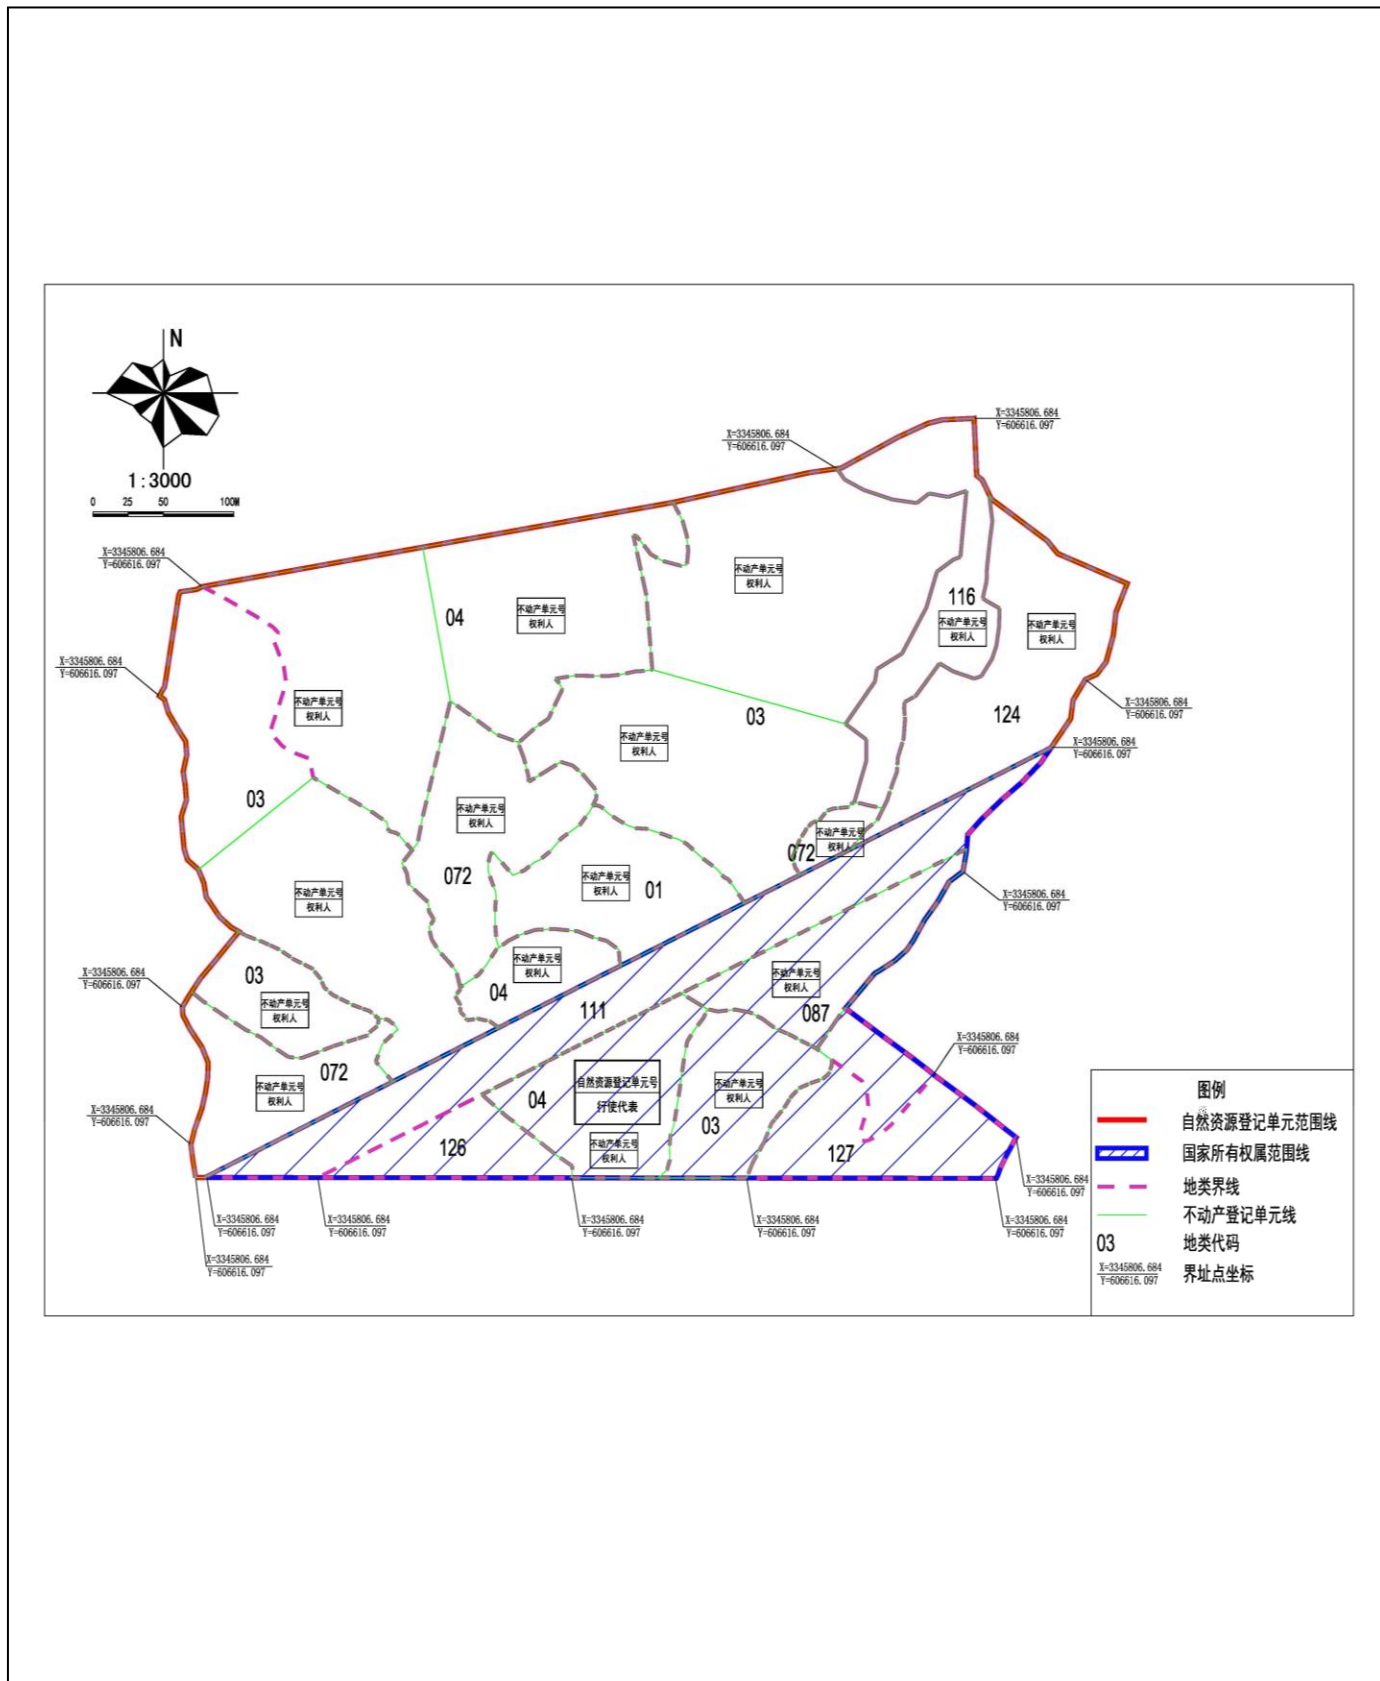 N
1:3000
0 25 50 100M
X=3345806.684
Y=606616.097
X=3345806.684
Y=606616.097
X=3345806.684
Y=606616.097
不动产单元号
权利人
116
04
不动产单元号
权利人
不动产单元号
权利人
不动产单元号
权利人
X=3345806.684
Y=606616.097
不动产单元号
权利人
03
124
X=3345806.684
Y=606616.097
不动产单元号
权利人
X=3345806.684
Y=606616.097
03
不动产单元号
权利人
不动产单元号
权利人
072
072
不动产单元号
权利人
01
不动产单元号
权利人
X=3345806.684
Y=606616.097
03
不动产单元号
权利人
X=3345806.684
Y=606616.097
不动产单元号
权利人
04
不动产单元号
权利人
111
087
X=3345806.684
Y=606616.097
072
不动产单元号
权利人
自然资源登记单元号
行使代表
04
不动产单元号
权利人
03
X=3345806.684
Y=606616.097
126
不动产单元号
权利人
127
X=3345806.684
Y=606616.097
X=3345806.684
Y=606616.097
X=3345806.684
Y=606616.097
X=3345806.684
Y=606616.097
X=3345806.684
Y=606616.097
X=3345806.684
Y=606616.097
X=3345806.684
Y=606616.097
图例
自然资源登记单元范围线
国家所有权属范围线
地类界线
不动产登记单元线
03 地类代码
X=3345806.684
Y=606616.097
界址点坐标